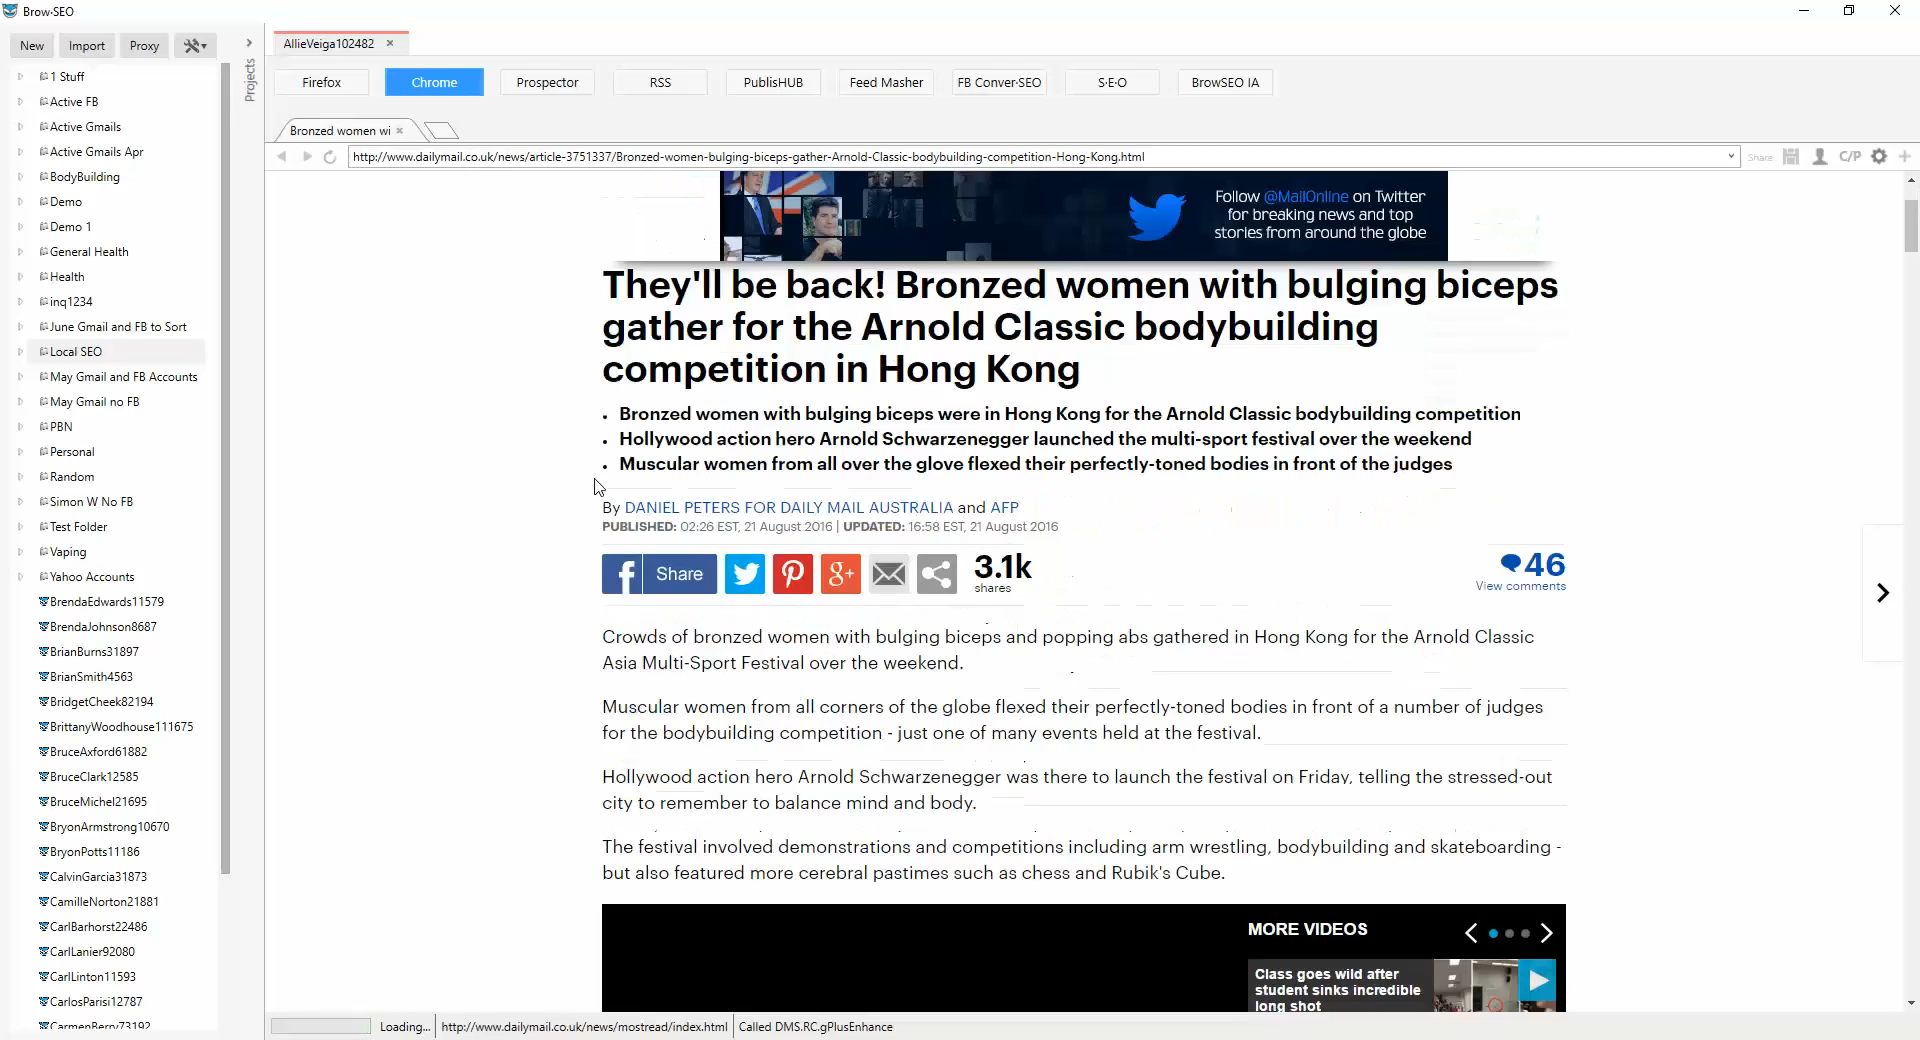 Brow·SEO
New
Import
Proxy
Projects
1 Stuff
Active FB
Active Gmails
Active Gmails Apr
BodyBuilding
Demo
Demo 1
General Health
Health
inq1234
June Gmail and FB to Sort
Local SEO
May Gmail and FB Accounts
May Gmail no FB
PBN
Personal
Random
Simon W No FB
Test Folder
Vaping
Yahoo Accounts
BrendaEdwards11579
BrendaJohnson8687
BrianBurns31897
BrianSmith4563
BridgetCheek82194
BrittanyWoodhouse111675
BruceAxford61882
BruceClark12585
BruceMichel21695
BryonArmstrong10670
BryonPotts11186
CalvinGarcia31873
CamilleNorton21881
CarlBarhorst22486
CarlLanier92080
CarlLinton11593
CarlosParisi12787
CarmenBerry73192
AllieVeiga102482
Firefox
Chrome
Prospector
RSS
PublisHUB
Feed Masher
FB Conver·SEO
S·E·O
BrowSEO IA
Bronzed women wi
http://www.dailymail.co.uk/news/article-3751337/Bronzed-women-bulging-biceps-gather-Arnold-Classic-bodybuilding-competition-Hong-Kong.html
Share
C/P
Follow @MailOnline on Twitter
for breaking news and top
stories from around the globe
They'll be back! Bronzed women with bulging biceps
gather for the Arnold Classic bodybuilding
competition in Hong Kong
• Bronzed women with bulging biceps were in Hong Kong for the Arnold Classic bodybuilding competition
• Hollywood action hero Arnold Schwarzenegger launched the multi-sport festival over the weekend
• Muscular women from all over the glove flexed their perfectly-toned bodies in front of the judges
By DANIEL PETERS FOR DAILY MAIL AUSTRALIA and AFP
PUBLISHED: 02:26 EST, 21 August 2016 | UPDATED: 16:58 EST, 21 August 2016
Share
3.1k
shares
46
View comments
Crowds of bronzed women with bulging biceps and popping abs gathered in Hong Kong for the Arnold Classic
Asia Multi-Sport Festival over the weekend.
Muscular women from all corners of the globe flexed their perfectly-toned bodies in front of a number of judges
for the bodybuilding competition - just one of many events held at the festival.
Hollywood action hero Arnold Schwarzenegger was there to launch the festival on Friday, telling the stressed-out
city to remember to balance mind and body.
The festival involved demonstrations and competitions including arm wrestling, bodybuilding and skateboarding -
but also featured more cerebral pastimes such as chess and Rubik's Cube.
MORE VIDEOS
Class goes wild after
student sinks incredible
long shot
Loading...
http://www.dailymail.co.uk/news/mostread/index.html
Called DMS.RC.gPlusEnhance